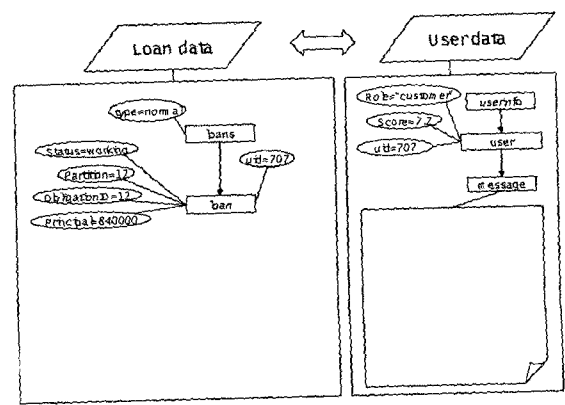 Loan data
User data
type=normal
loans
Status=working
uid=707
Partition=12
loan
ObligationID=12
Principal=840000
Role="customer"
userinfo
Score=7.7
user
uid=707
message